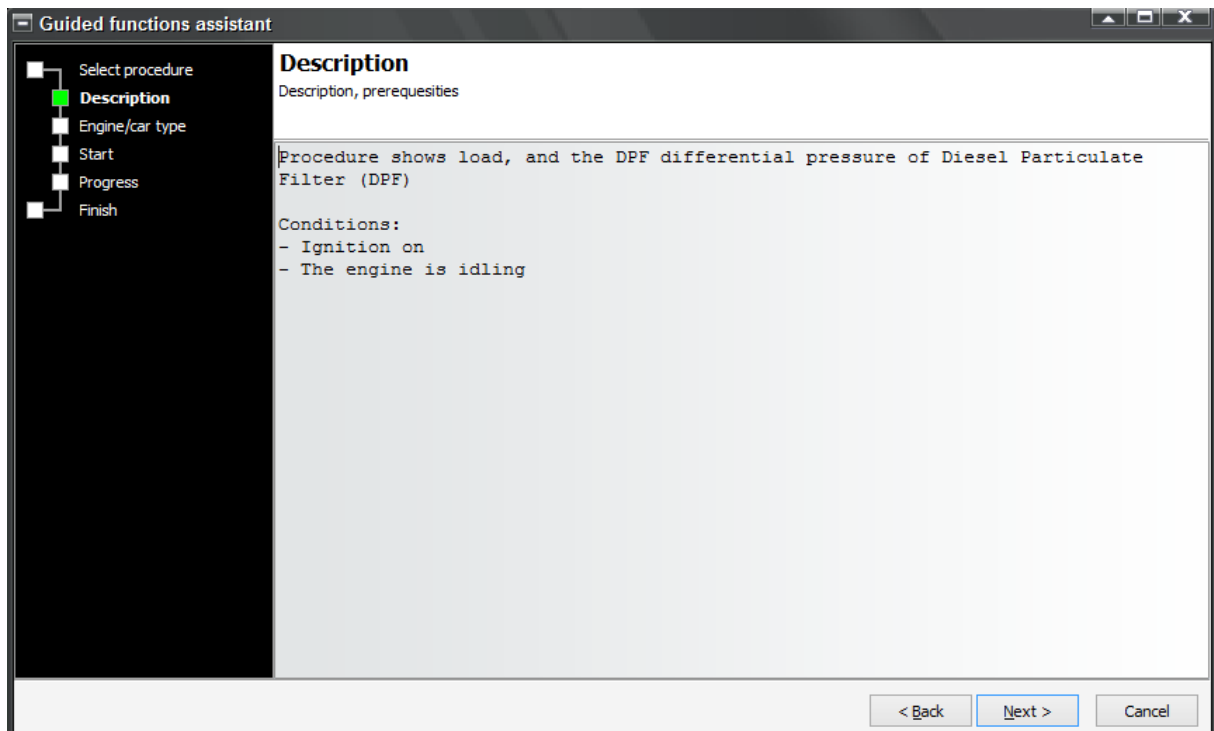 Guided functions assistant
Select procedure
Description
Engine/car type
Start
Progress
Finish
Description
Description, prerequesities
Procedure shows load, and the DPF differential pressure of Diesel Particulate
Filter (DPF)
Conditions:
- Ignition on
- The engine is idling
< Back
Next >
Cancel